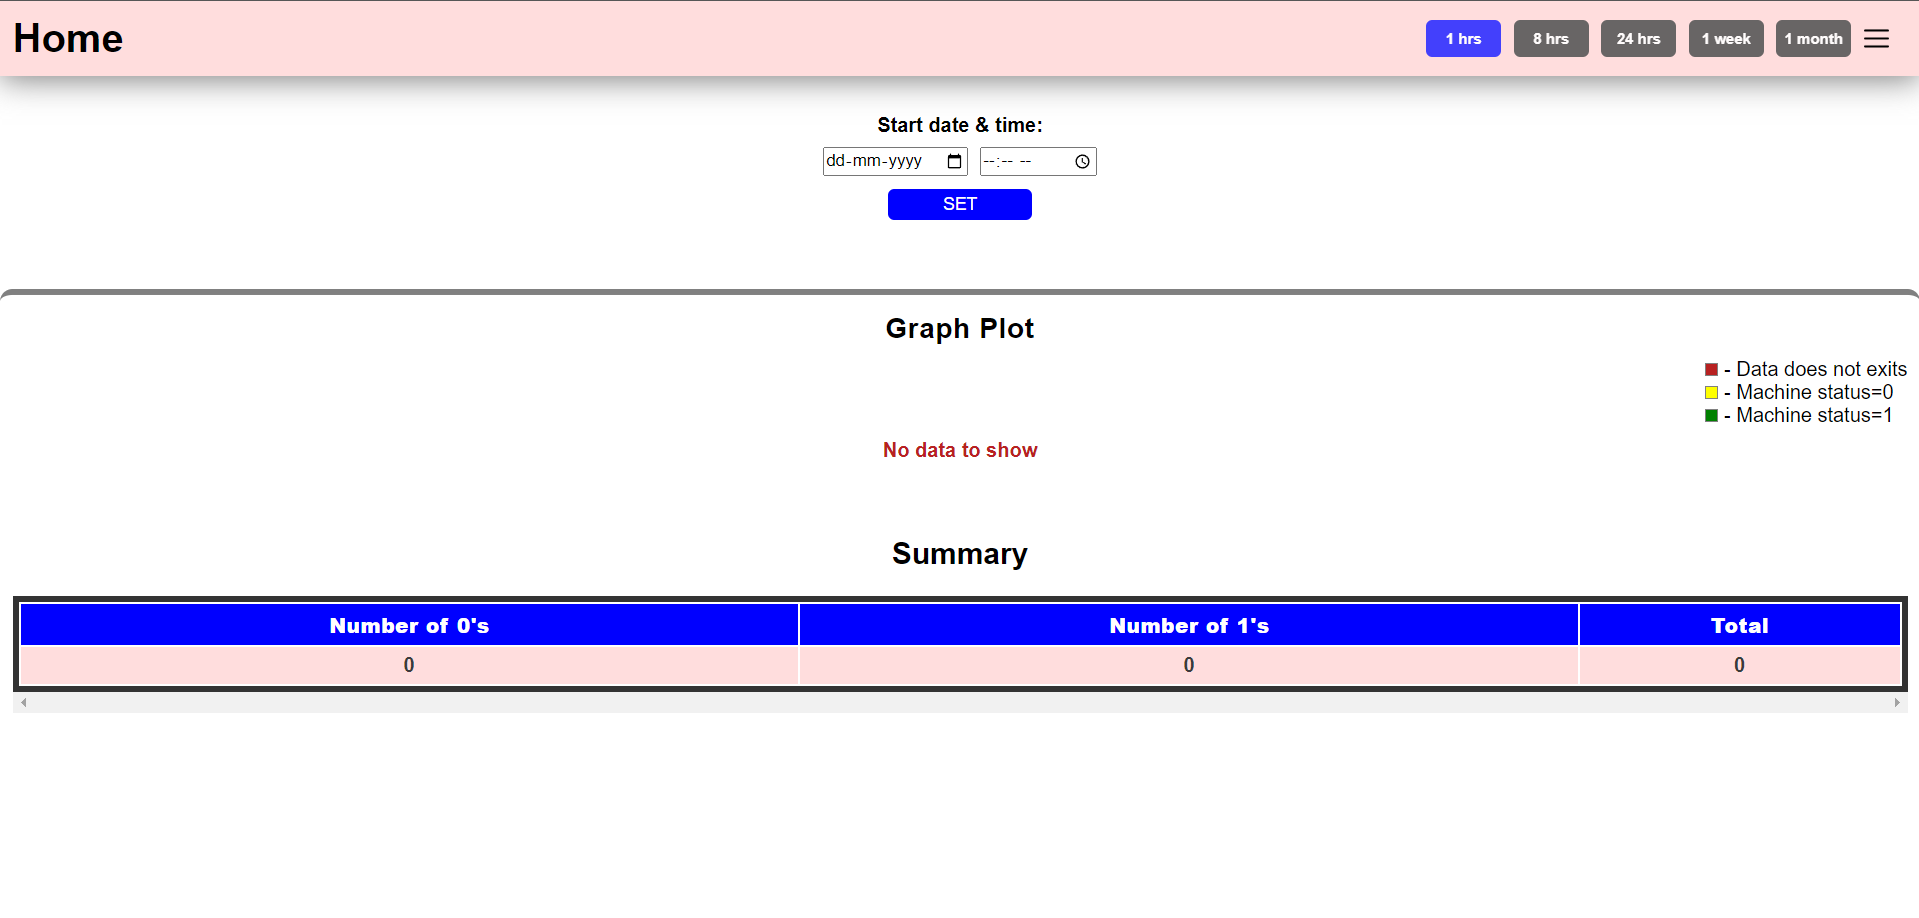 Home
1 hrs 8 hrs 24 hrs 1 week 1 month
Start date & time:
dd-mm-yyyy --:-- --
SET
Graph Plot
- Data does not exits
- Machine status=0
- Machine status=1
No data to show
Summary
Number of 0's Number of 1's Total
0 0 0